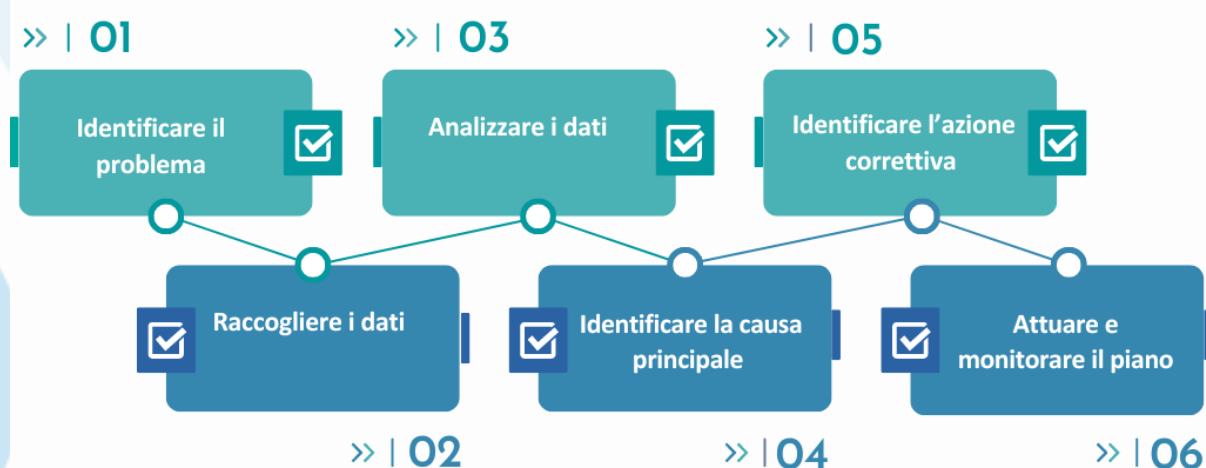 01
Identificare il
problema
02
Raccogliere i dati
03
Analizzare i dati
04
Identificare la causa
principale
05
Identificare l’azione
correttiva
06
Attuare e
monitorare il piano